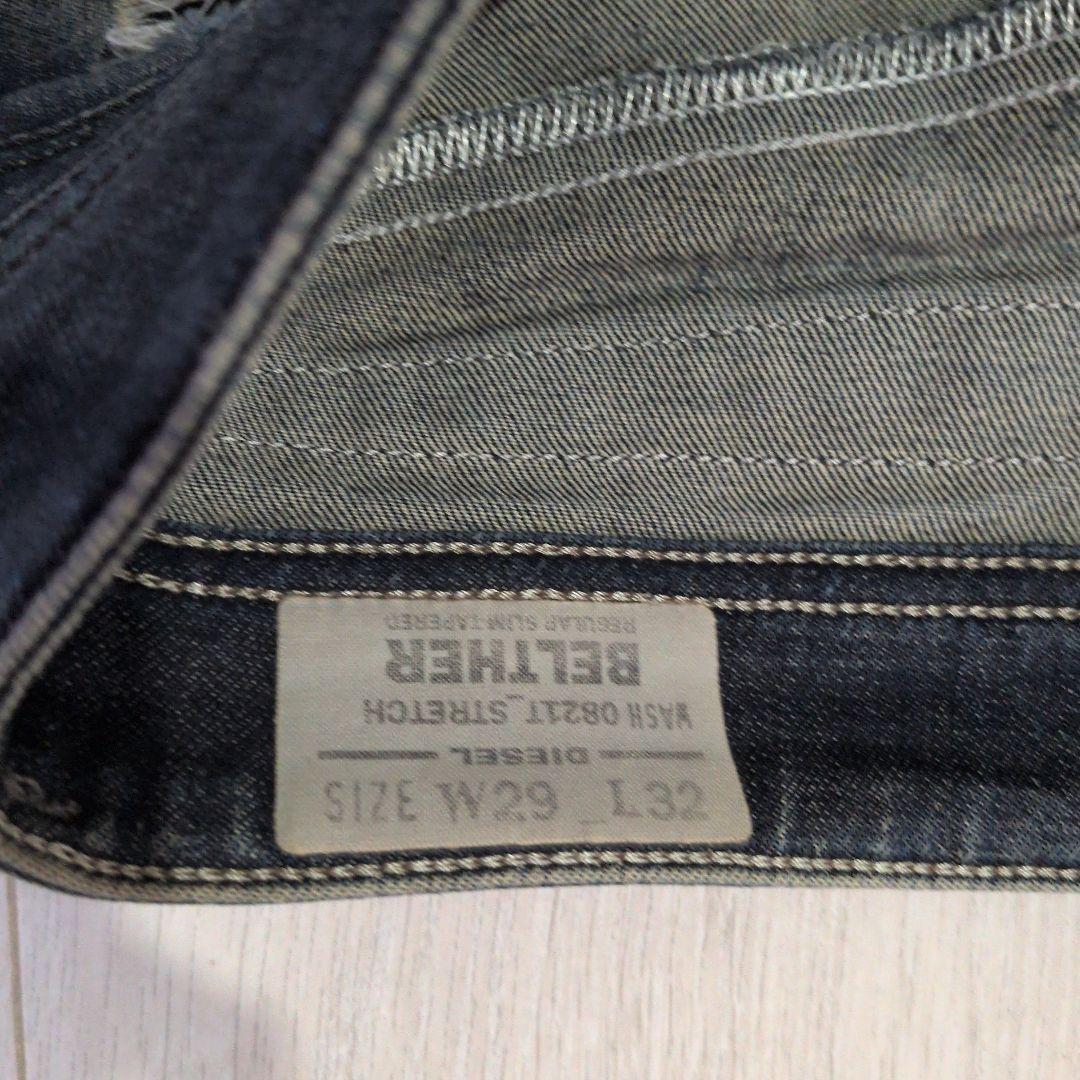 SIZE W29_L32
DIESEL
WASH 0821T_STRETCH
BELTHER
REGULAR SLIM-TAPERED